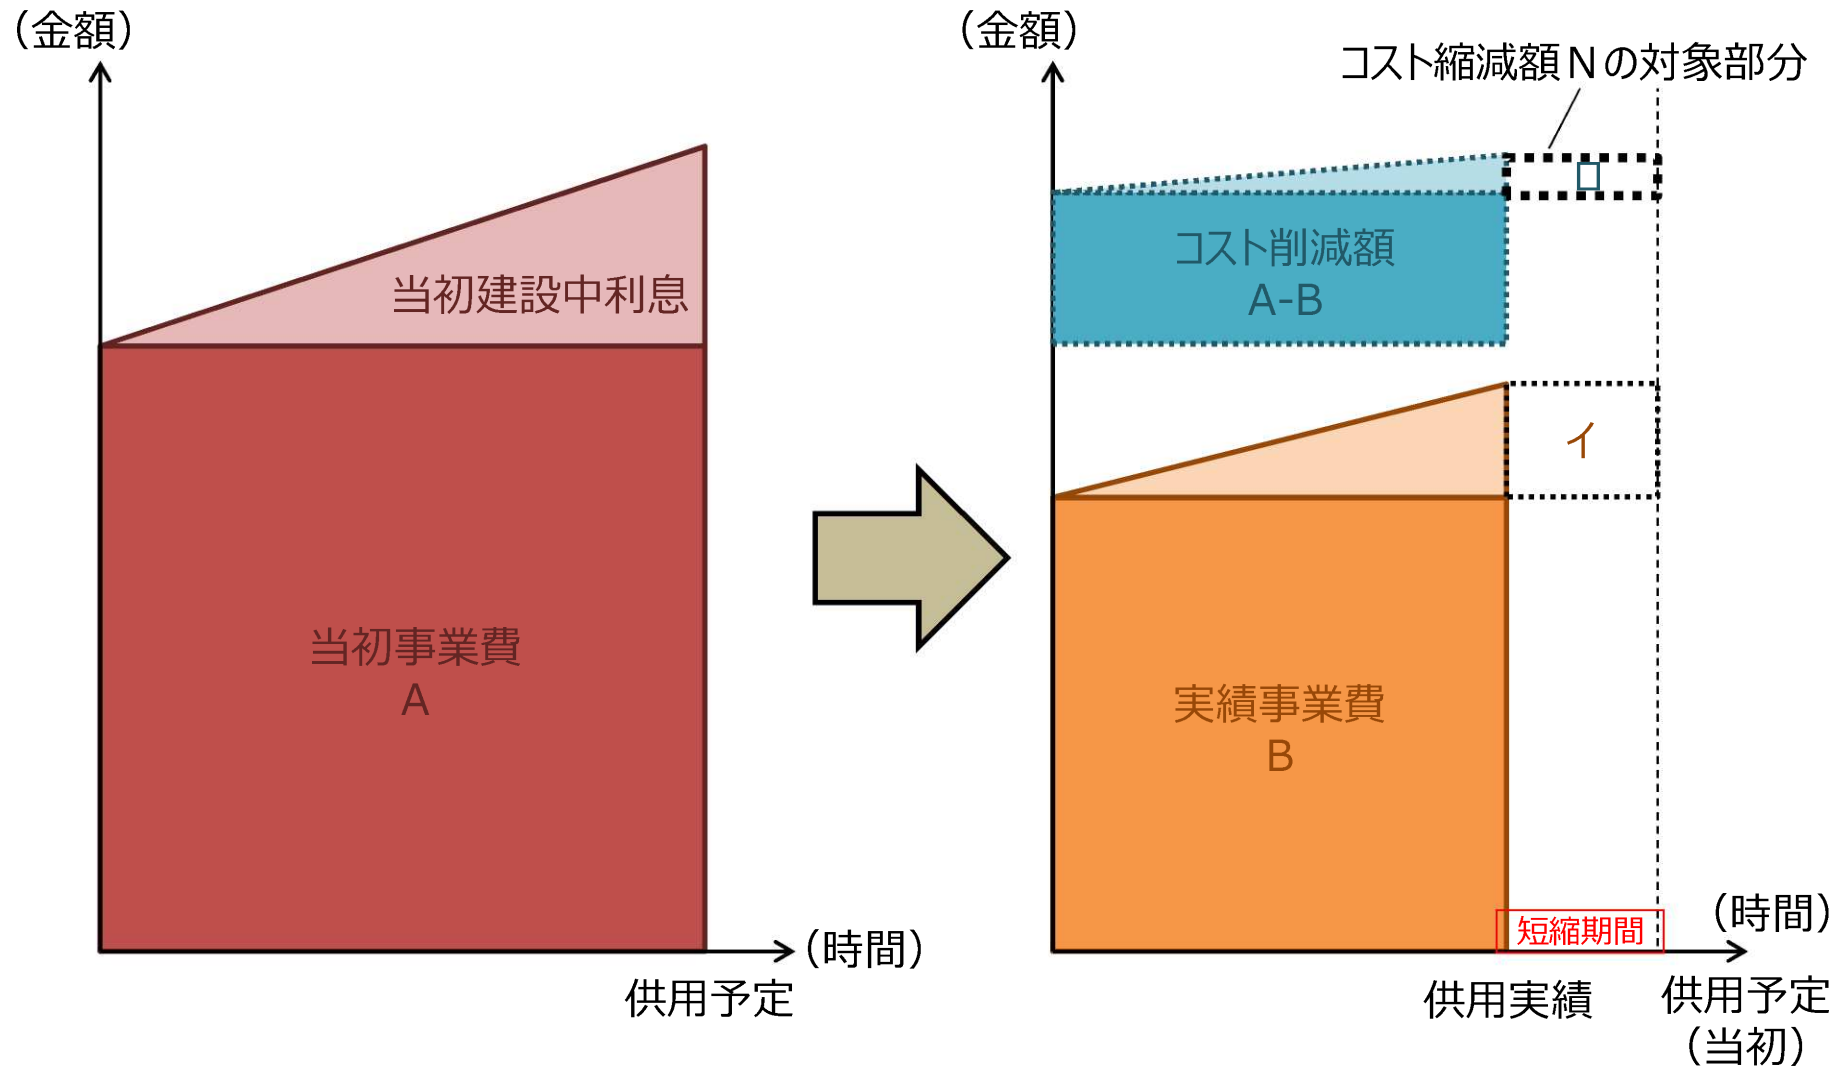 （金額）
当初建設中利息
当初事業費
A
（時間）
供用予定
（金額）
コスト縮減額Nの対象部分
ロ
コスト削減額
A-B
イ
実績事業費
B
短縮期間
（時間）
供用実績
供用予定
（当初）